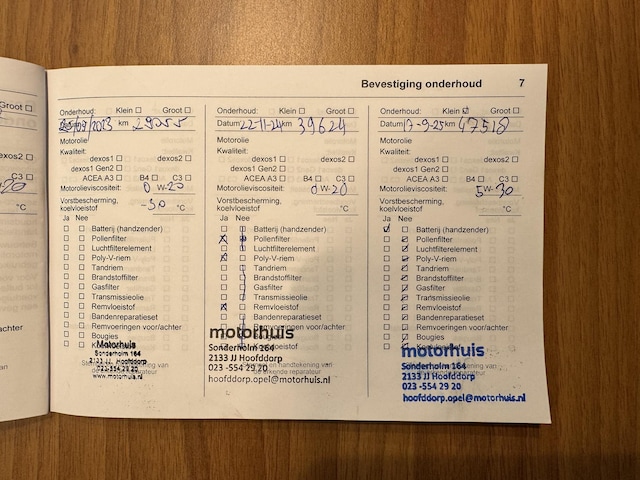 Bevestiging onderhoud 7
Groot
Onderhoud: Klein Groot
/09/2023 km 29055
Motorolie
Kwaliteit:
dexos1 dexos2
dexos1 Gen2
ACEA A3 B4 C3
Motorolieviscositeit: 0 W-20
Vorstbescherming, koelvloeistof -30 °C
Ja Nee
Batterij (handzender)
Pollenfilter
Luchtfilterelement
Poly-V-riem
Tandriem
Brandstoffilter
Gasfilter
Transmissieolie
Remvloeistof
Bandenreparatieset
Remvoeringen voor/achter
Bougies
Motorhuis
Sonderholm 164
2133 JJ Hoofddorp
023-554 29 20
www.motorhuis.nl
Onderhoud: Klein Groot
Datum 22-11-24 km 39624
Motorolie
Kwaliteit:
dexos1 dexos2
dexos1 Gen2
ACEA A3 B4 C3
Motorolieviscositeit: 0 W-20
Vorstbescherming, koelvloeistof °C
Ja Nee
Batterij (handzender)
Pollenfilter
Luchtfilterelement
Poly-V-riem
Tandriem
Brandstoffilter
Gasfilter
Transmissieolie
Remvloeistof
Bandenreparatieset
Remvoeringen voor/achter
motorhuis
Sonderholm 164
2133 JJ Hoofddorp
023 -554 29 20
hoofddorp.opel@motorhuis.nl
Onderhoud: Klein Groot
Datum 17-9-25 km 47518
Motorolie
Kwaliteit:
dexos1 dexos2
dexos1 Gen2
ACEA A3 B4 C3
Motorolieviscositeit: 5W-30
Vorstbescherming, koelvloeistof °C
Ja Nee
Batterij (handzender)
Pollenfilter
Luchtfilterelement
Poly-V-riem
Tandriem
Brandstoffilter
Gasfilter
Transmissieolie
Remvloeistof
Bandenreparatieset
Remvoeringen voor/achter
Bougies
motorhuis
Sonderholm 164
2133 JJ Hoofddorp
023 -554 29 20
hoofddorp.opel@motorhuis.nl